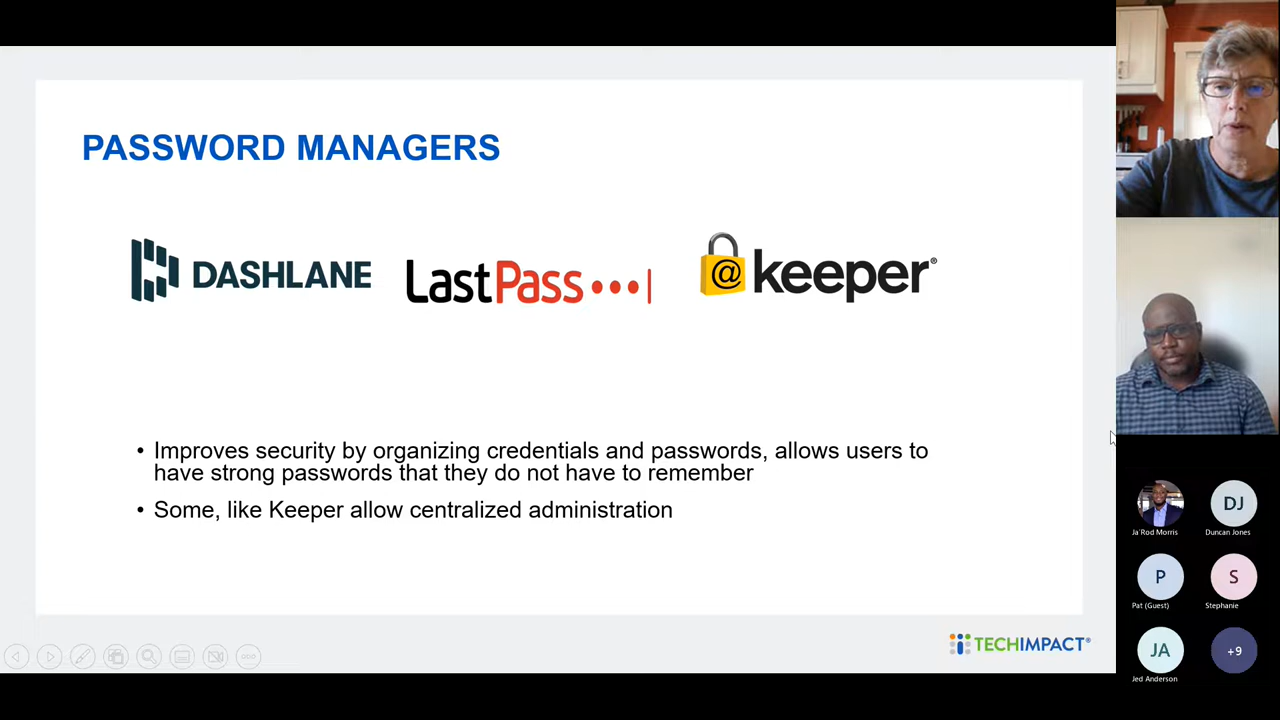 PASSWORD MANAGERS
DASHLANE
LastPass
@ keeper®
• Improves security by organizing credentials and passwords, allows users to
have strong passwords that they do not have to remember
• Some, like Keeper allow centralized administration
TECHIMPACT®
Ja'Rod Morris
DJ
Duncan Jones
P
Pat (Guest)
S
Stephanie
JA
Jed Anderson
+9